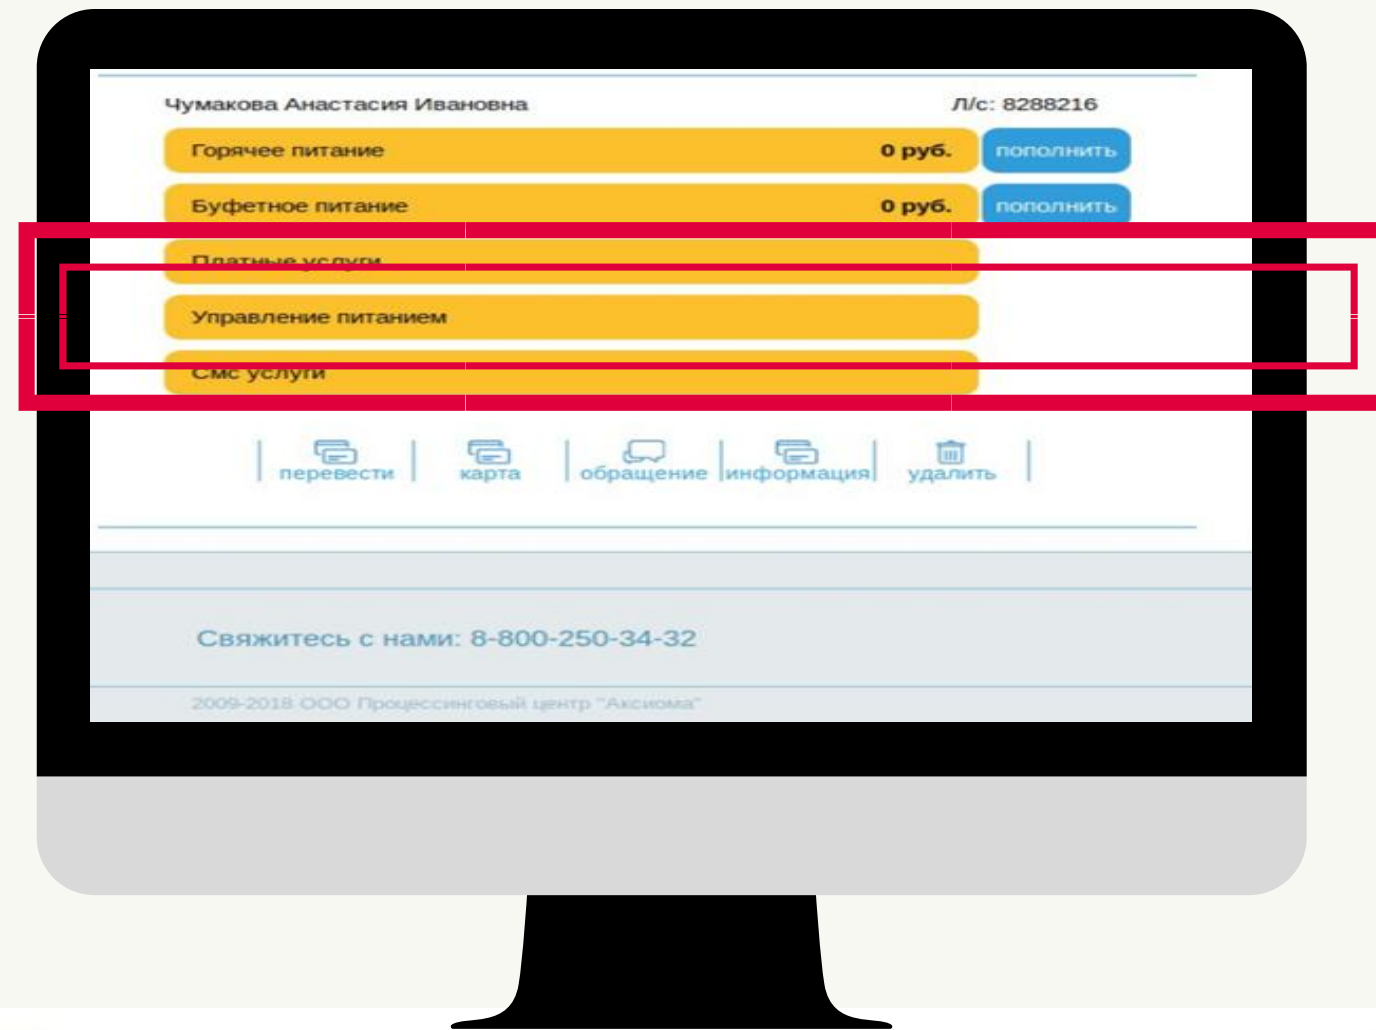 Чумакова Анастасия Ивановна Л/с: 8288216
Горячее питание 0 руб. пополнить
Буфетное питание 0 руб. пополнить
Платные услуги
Управление питанием
Смс услуги
перевести карта обращение информация удалить
Свяжитесь с нами: 8-800-250-34-32
2009-2018 ООО Процессинговый центр "Аксиома"